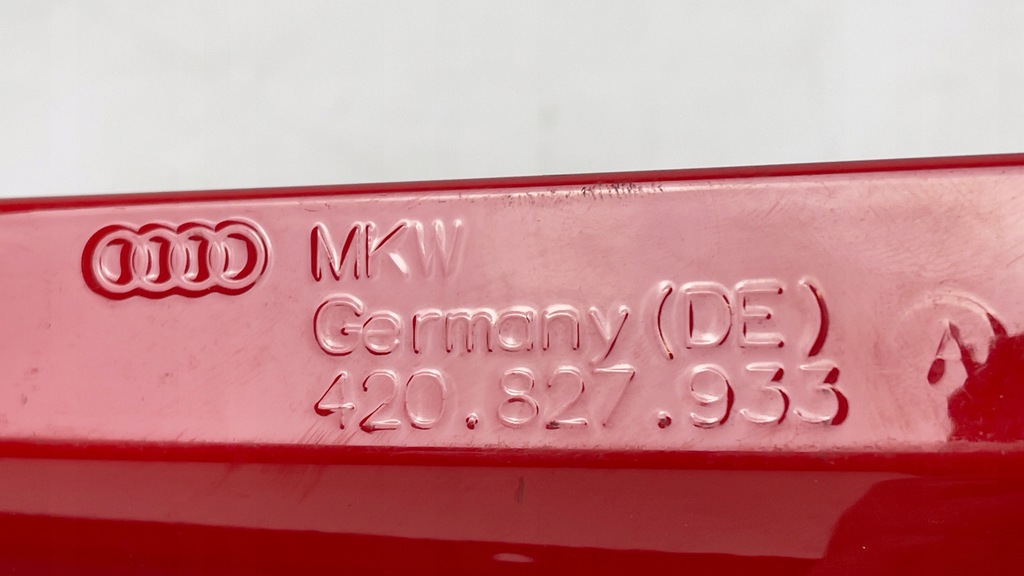 MKW
Germany (DE)
420.827.933
A